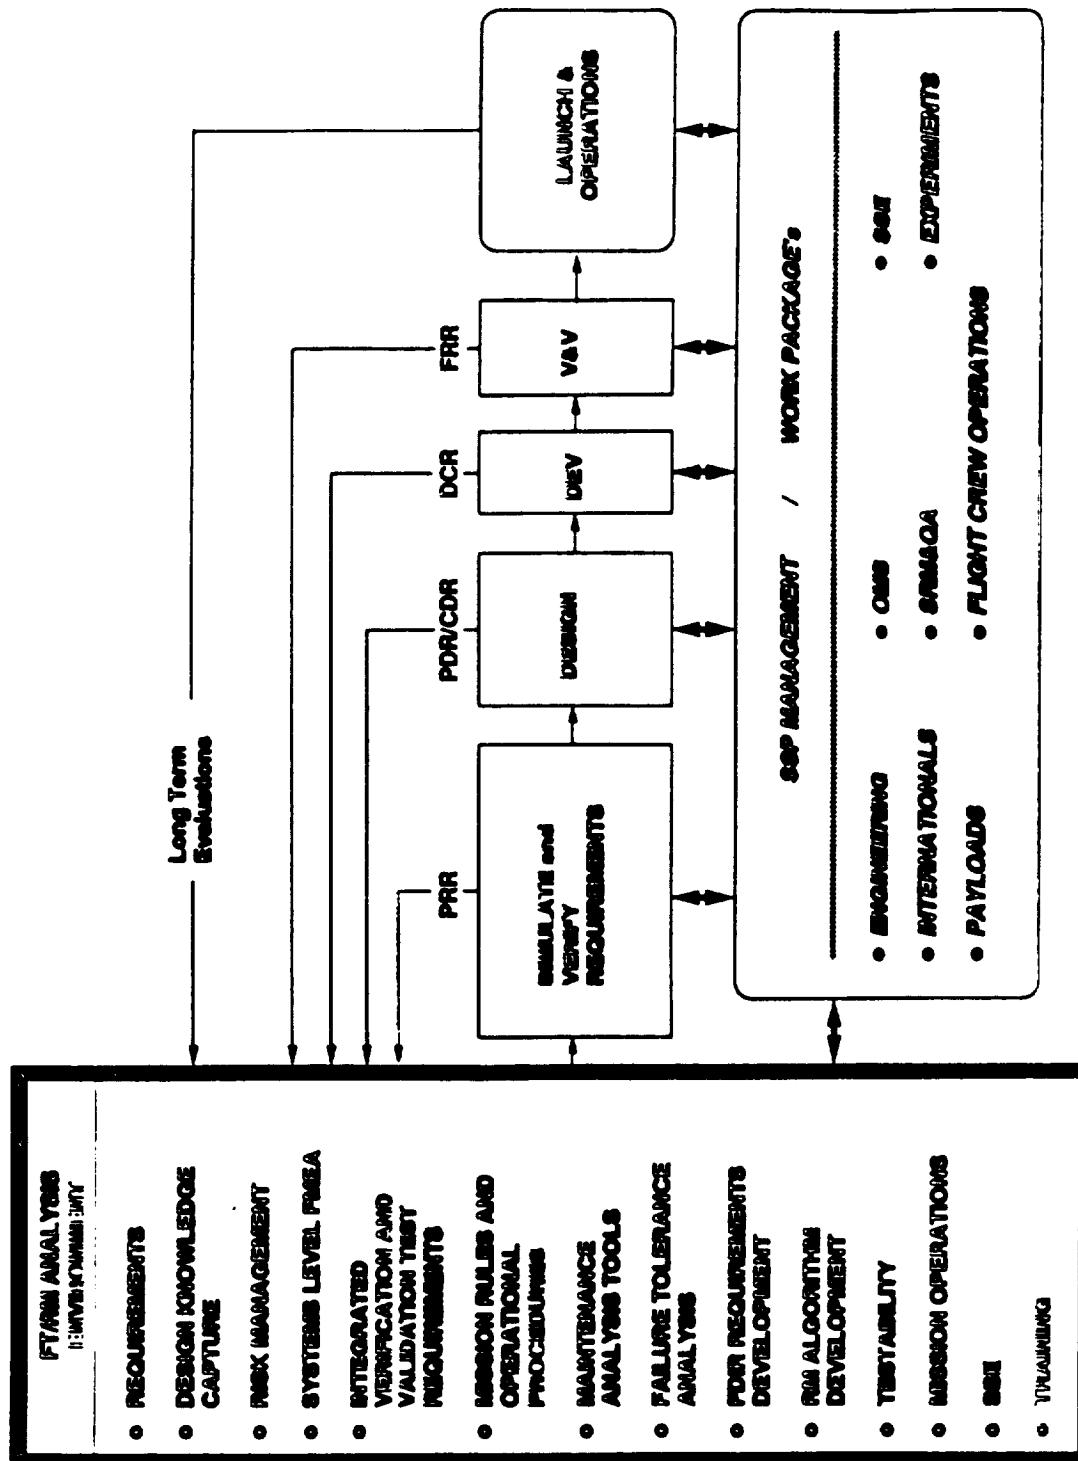 FT/RM ANALYSIS
ENVIRONMENT
• REQUIREMENTS
• DESIGN KNOWLEDGE
CAPTURE
• RISK MANAGEMENT
• SYSTEMS LEVEL FMEA
• INTEGRATED
VERIFICATION AND
VALIDATION TEST
REQUIREMENTS
• MISSION RULES AND
OPERATIONAL
PROCEDURES
• MAINTENANCE
ANALYSIS TOOLS
• FAILURE TOLERANCE
ANALYSIS
• FDIR REQUIREMENTS
DEVELOPMENT
• RM ALGORITHM
DEVELOPMENT
• TESTABILITY
• MISSION OPERATIONS
• SSE
• TRAINING
Long Term
Evaluations
PRR
PDR/CDR
DCR
FRR
SIMULATE and
VERIFY
REQUIREMENTS
DESIGN
DEV
V&V
LAUNCH &
OPERATIONS
SSP MANAGEMENT / WORK PACKAGE's
• ENGINEERING
• OMS
• SSE
• INTERNATIONALS
• SRM&QA
• EXPERIMENTS
• PAYLOADS
• FLIGHT CREW OPERATIONS